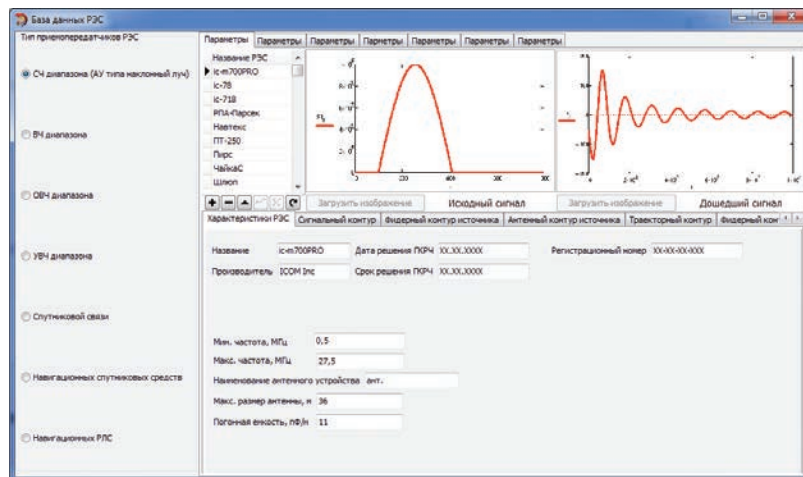 База данных РЭС
Тип приемопередатчиков РЭС
СЧ диапазона (АУ типа наклонный луч)
ВЧ диапазона
ОВЧ диапазона
УВЧ диапазона
Спутниковой связи
Навигационных спутниковых средств
Навигационных РЛС
Параметры Параметры Параметры Парметры Параметры Параметры Параметры
Название РЭС
ic-m700PRO
ic-78
ic-718
РПА-Парсек
Навтекс
ПТ-250
Пирс
ЧайкаС
Шлюп
0 200 400
Загрузить изображение Исходный сигнал Загрузить изображение Дошедший сигнал
Характеристики РЭС Сигнальный контур Фидерный контур источника Антенный контур источника Траекторный контур Фидерный кон
Название ic-m700PRO Дата решения ГКРЧ XX.XX.XXXX Регистрационный номер XX-XX-XX-XXX
Производитель ICOM Inc Срок решения ГКРЧ XX.XX.XXXX
Мин. частота, МГц 0,5
Макс. частота, МГц 27,5
Наименование антенного устройства ант.
Макс. размер антенны, м 36
Погонная емкость, пФ/м 11